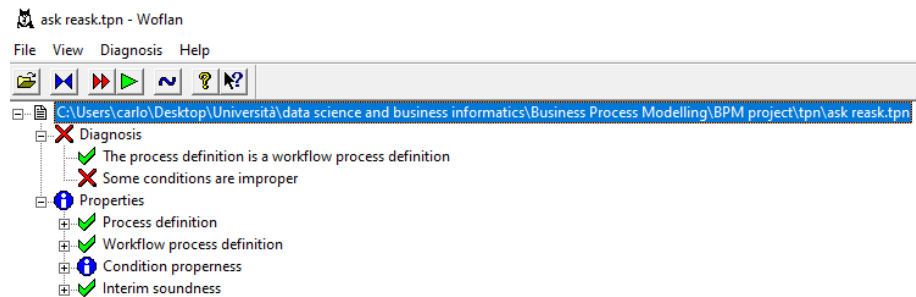 ask reask.tpn - Woflan
File View Diagnosis Help
C:\Users\carlo\Desktop\Università\data science and business informatics\Business Process Modelling\BPM project\tpn\ask reask.tpn
Diagnosis
The process definition is a workflow process definition
Some conditions are improper
Properties
Process definition
Workflow process definition
Condition properness
Interim soundness